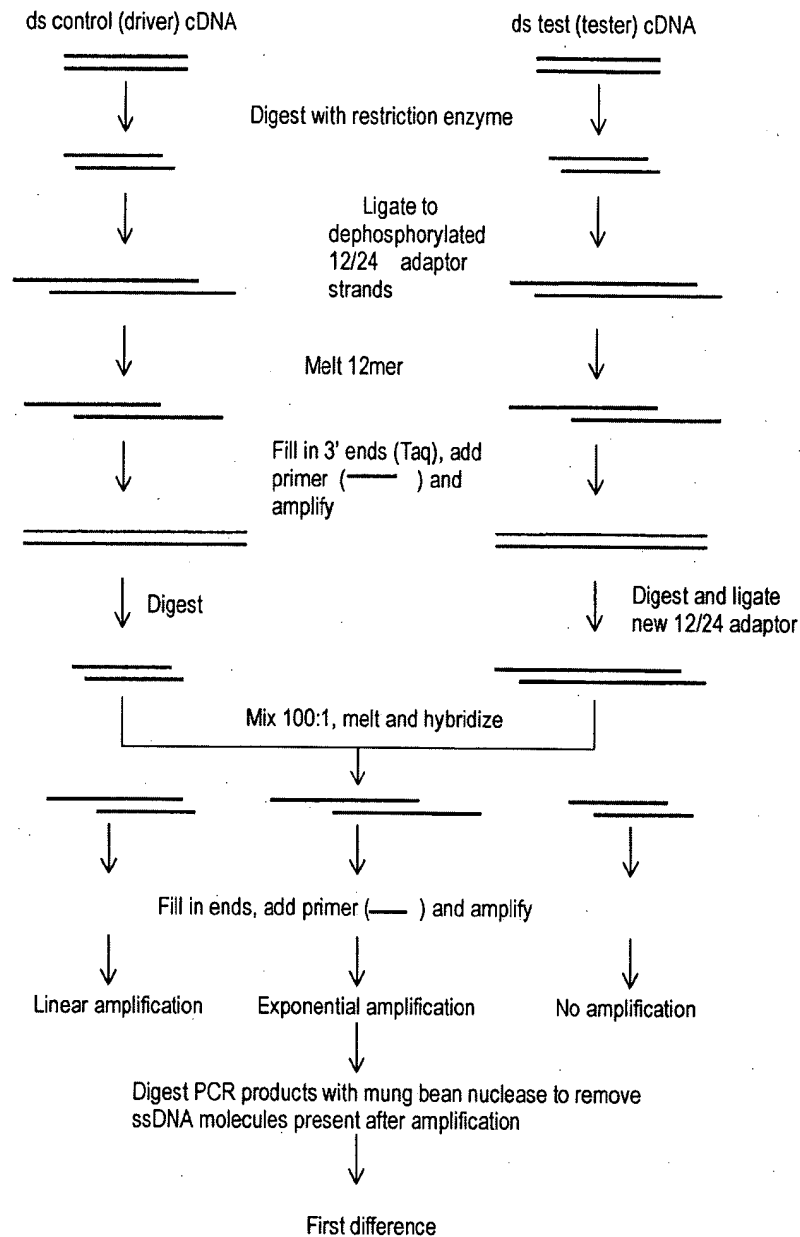 ds control (driver) cDNA
ds test (tester) cDNA
Digest with restriction enzyme
Ligate to
dephosphorylated
12/24 adaptor
strands
Melt 12mer
Fill in 3' ends (Taq), add
primer ( ) and
amplify
Digest
Digest and ligate
new 12/24 adaptor
Mix 100:1, melt and hybridize
Fill in ends, add primer ( ) and amplify
Linear amplification
Exponential amplification
No amplification
Digest PCR products with mung bean nuclease to remove
ssDNA molecules present after amplification
First difference